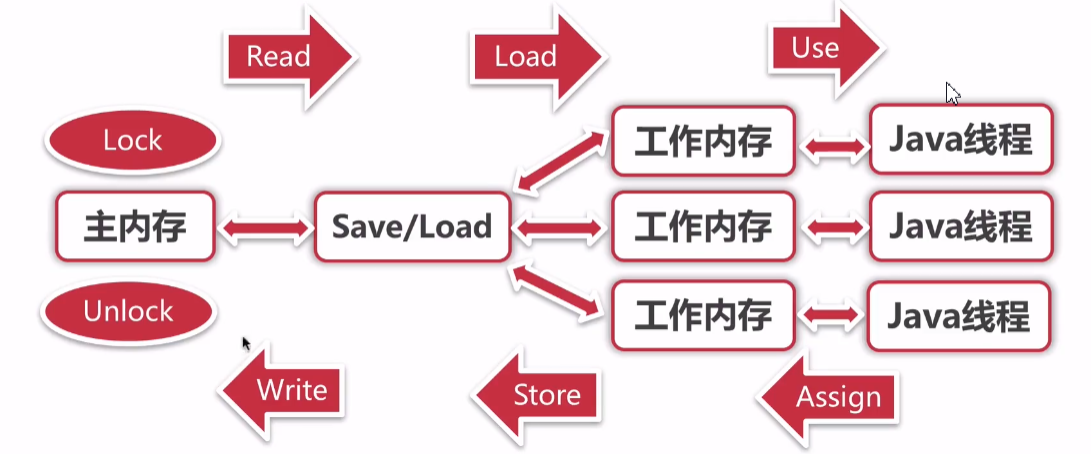 Read
Load
Use
Lock
工作内存
Java线程
主内存
Save/Load
工作内存
Java线程
Unlock
工作内存
Java线程
Write
Store
Assign